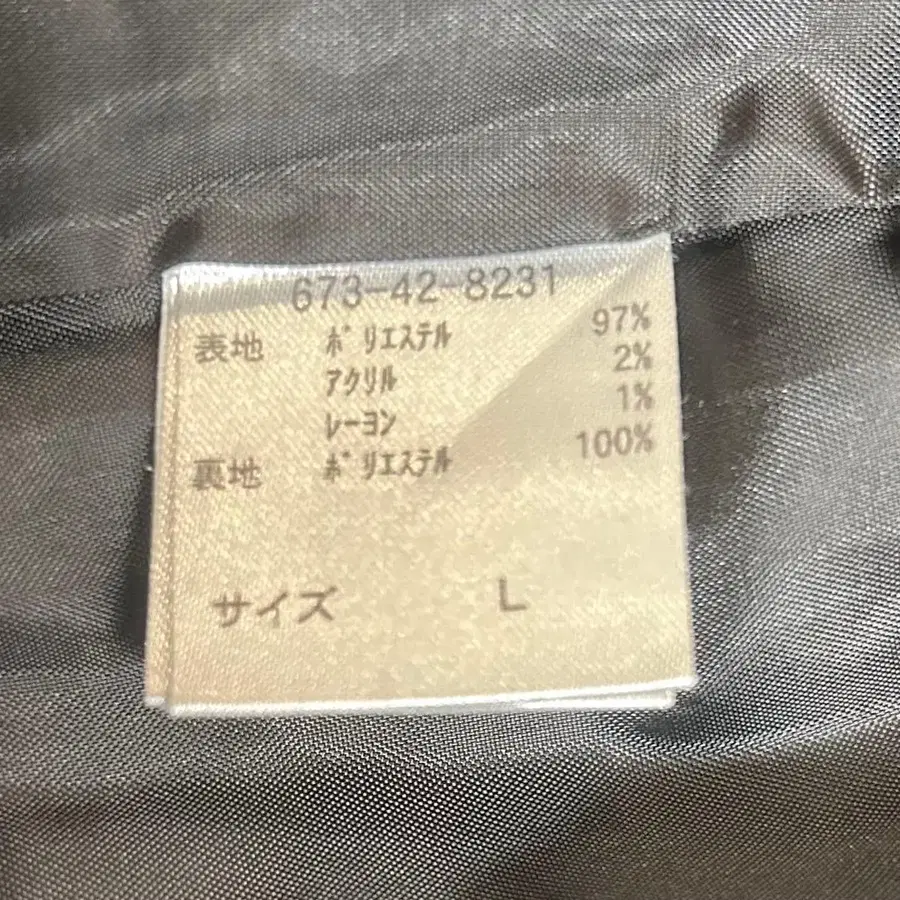 673-42-8231
表地 ﾎﾟﾘｴｽﾃﾙ 97%
ｱｸﾘﾙ 2%
ﾚｰﾖﾝ 1%
裏地 ﾎﾟﾘｴｽﾃﾙ 100%
サイズ L